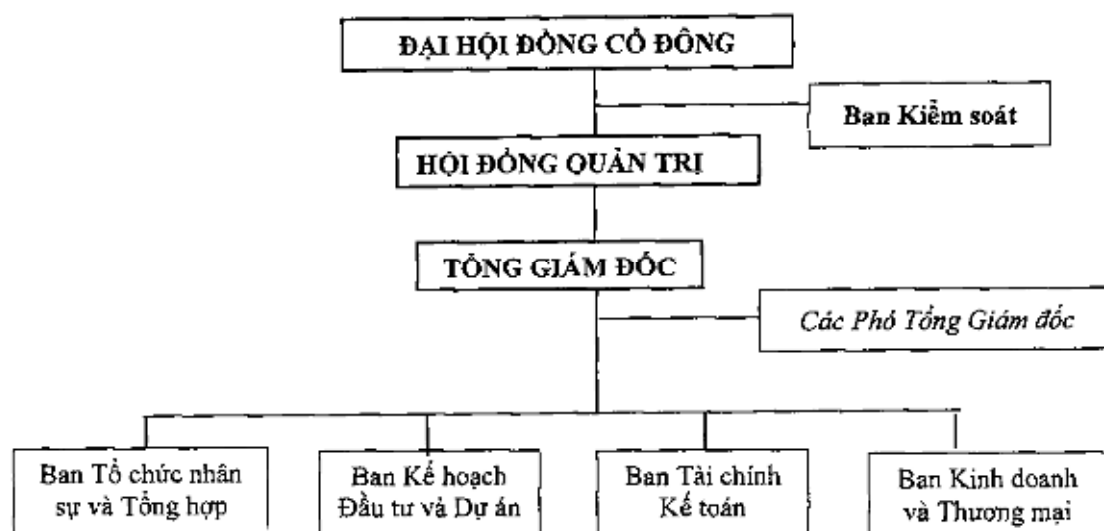 ĐẠI HỘI ĐỒNG CỔ ĐÔNG
Ban Kiểm soát
HỘI ĐỒNG QUẢN TRỊ
TỔNG GIÁM ĐỐC
Các Phó Tổng Giám đốc
Ban Tổ chức nhân
sự và Tổng hợp
Ban Kế hoạch
Đầu tư và Dự án
Ban Tài chính
Kế toán
Ban Kinh doanh
và Thương mại